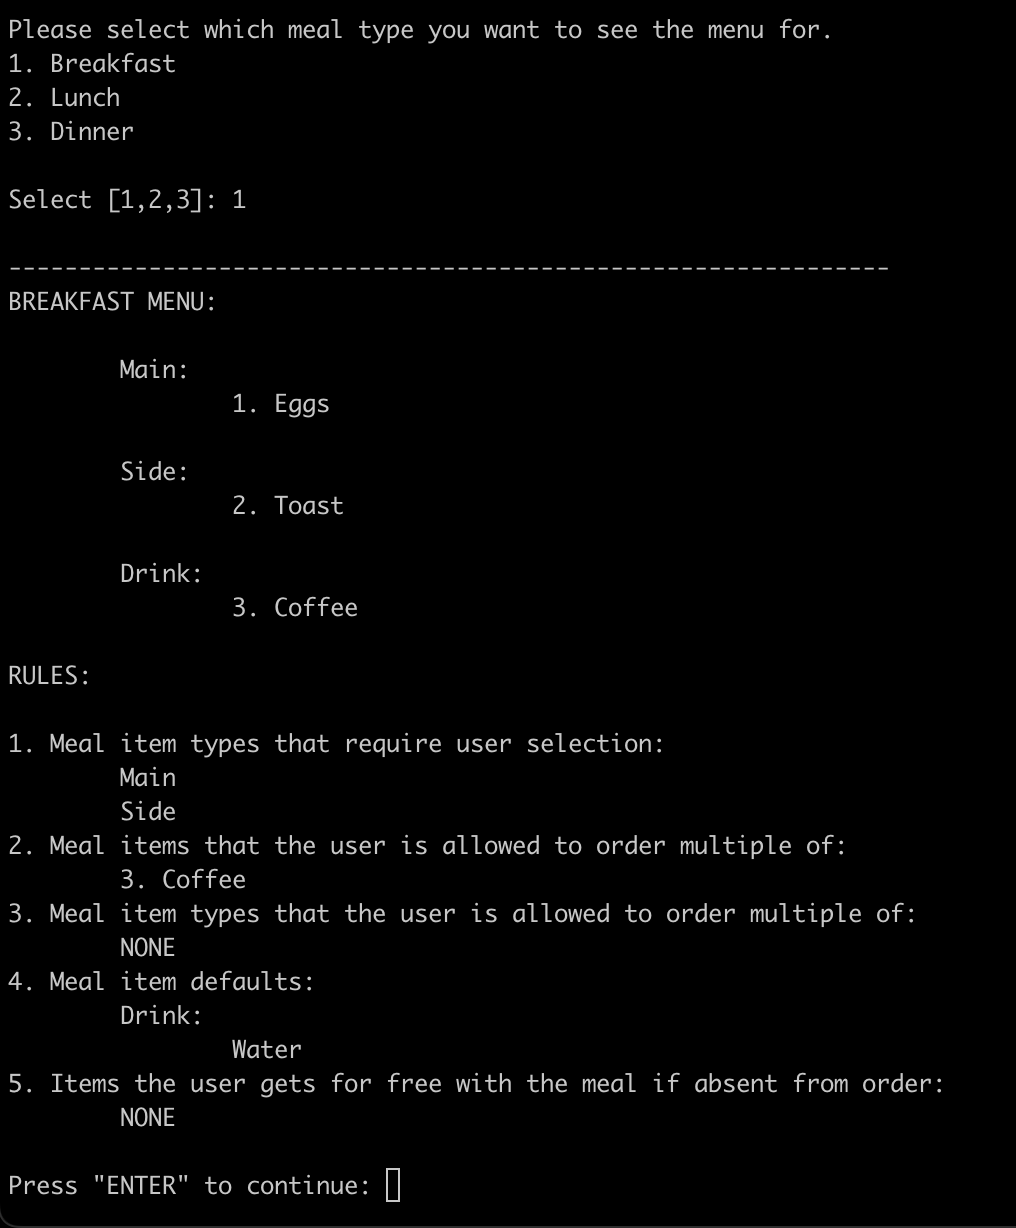 Please select which meal type you want to see the menu for.
1. Breakfast
2. Lunch
3. Dinner
Select [1,2,3]: 1
---------------------------------------------------------------
BREAKFAST MENU:
Main:
1. Eggs
Side:
2. Toast
Drink:
3. Coffee
RULES:
1. Meal item types that require user selection:
Main
Side
2. Meal items that the user is allowed to order multiple of:
3. Coffee
3. Meal item types that the user is allowed to order multiple of:
NONE
4. Meal item defaults:
Drink:
Water
5. Items the user gets for free with the meal if absent from order:
NONE
Press "ENTER" to continue: